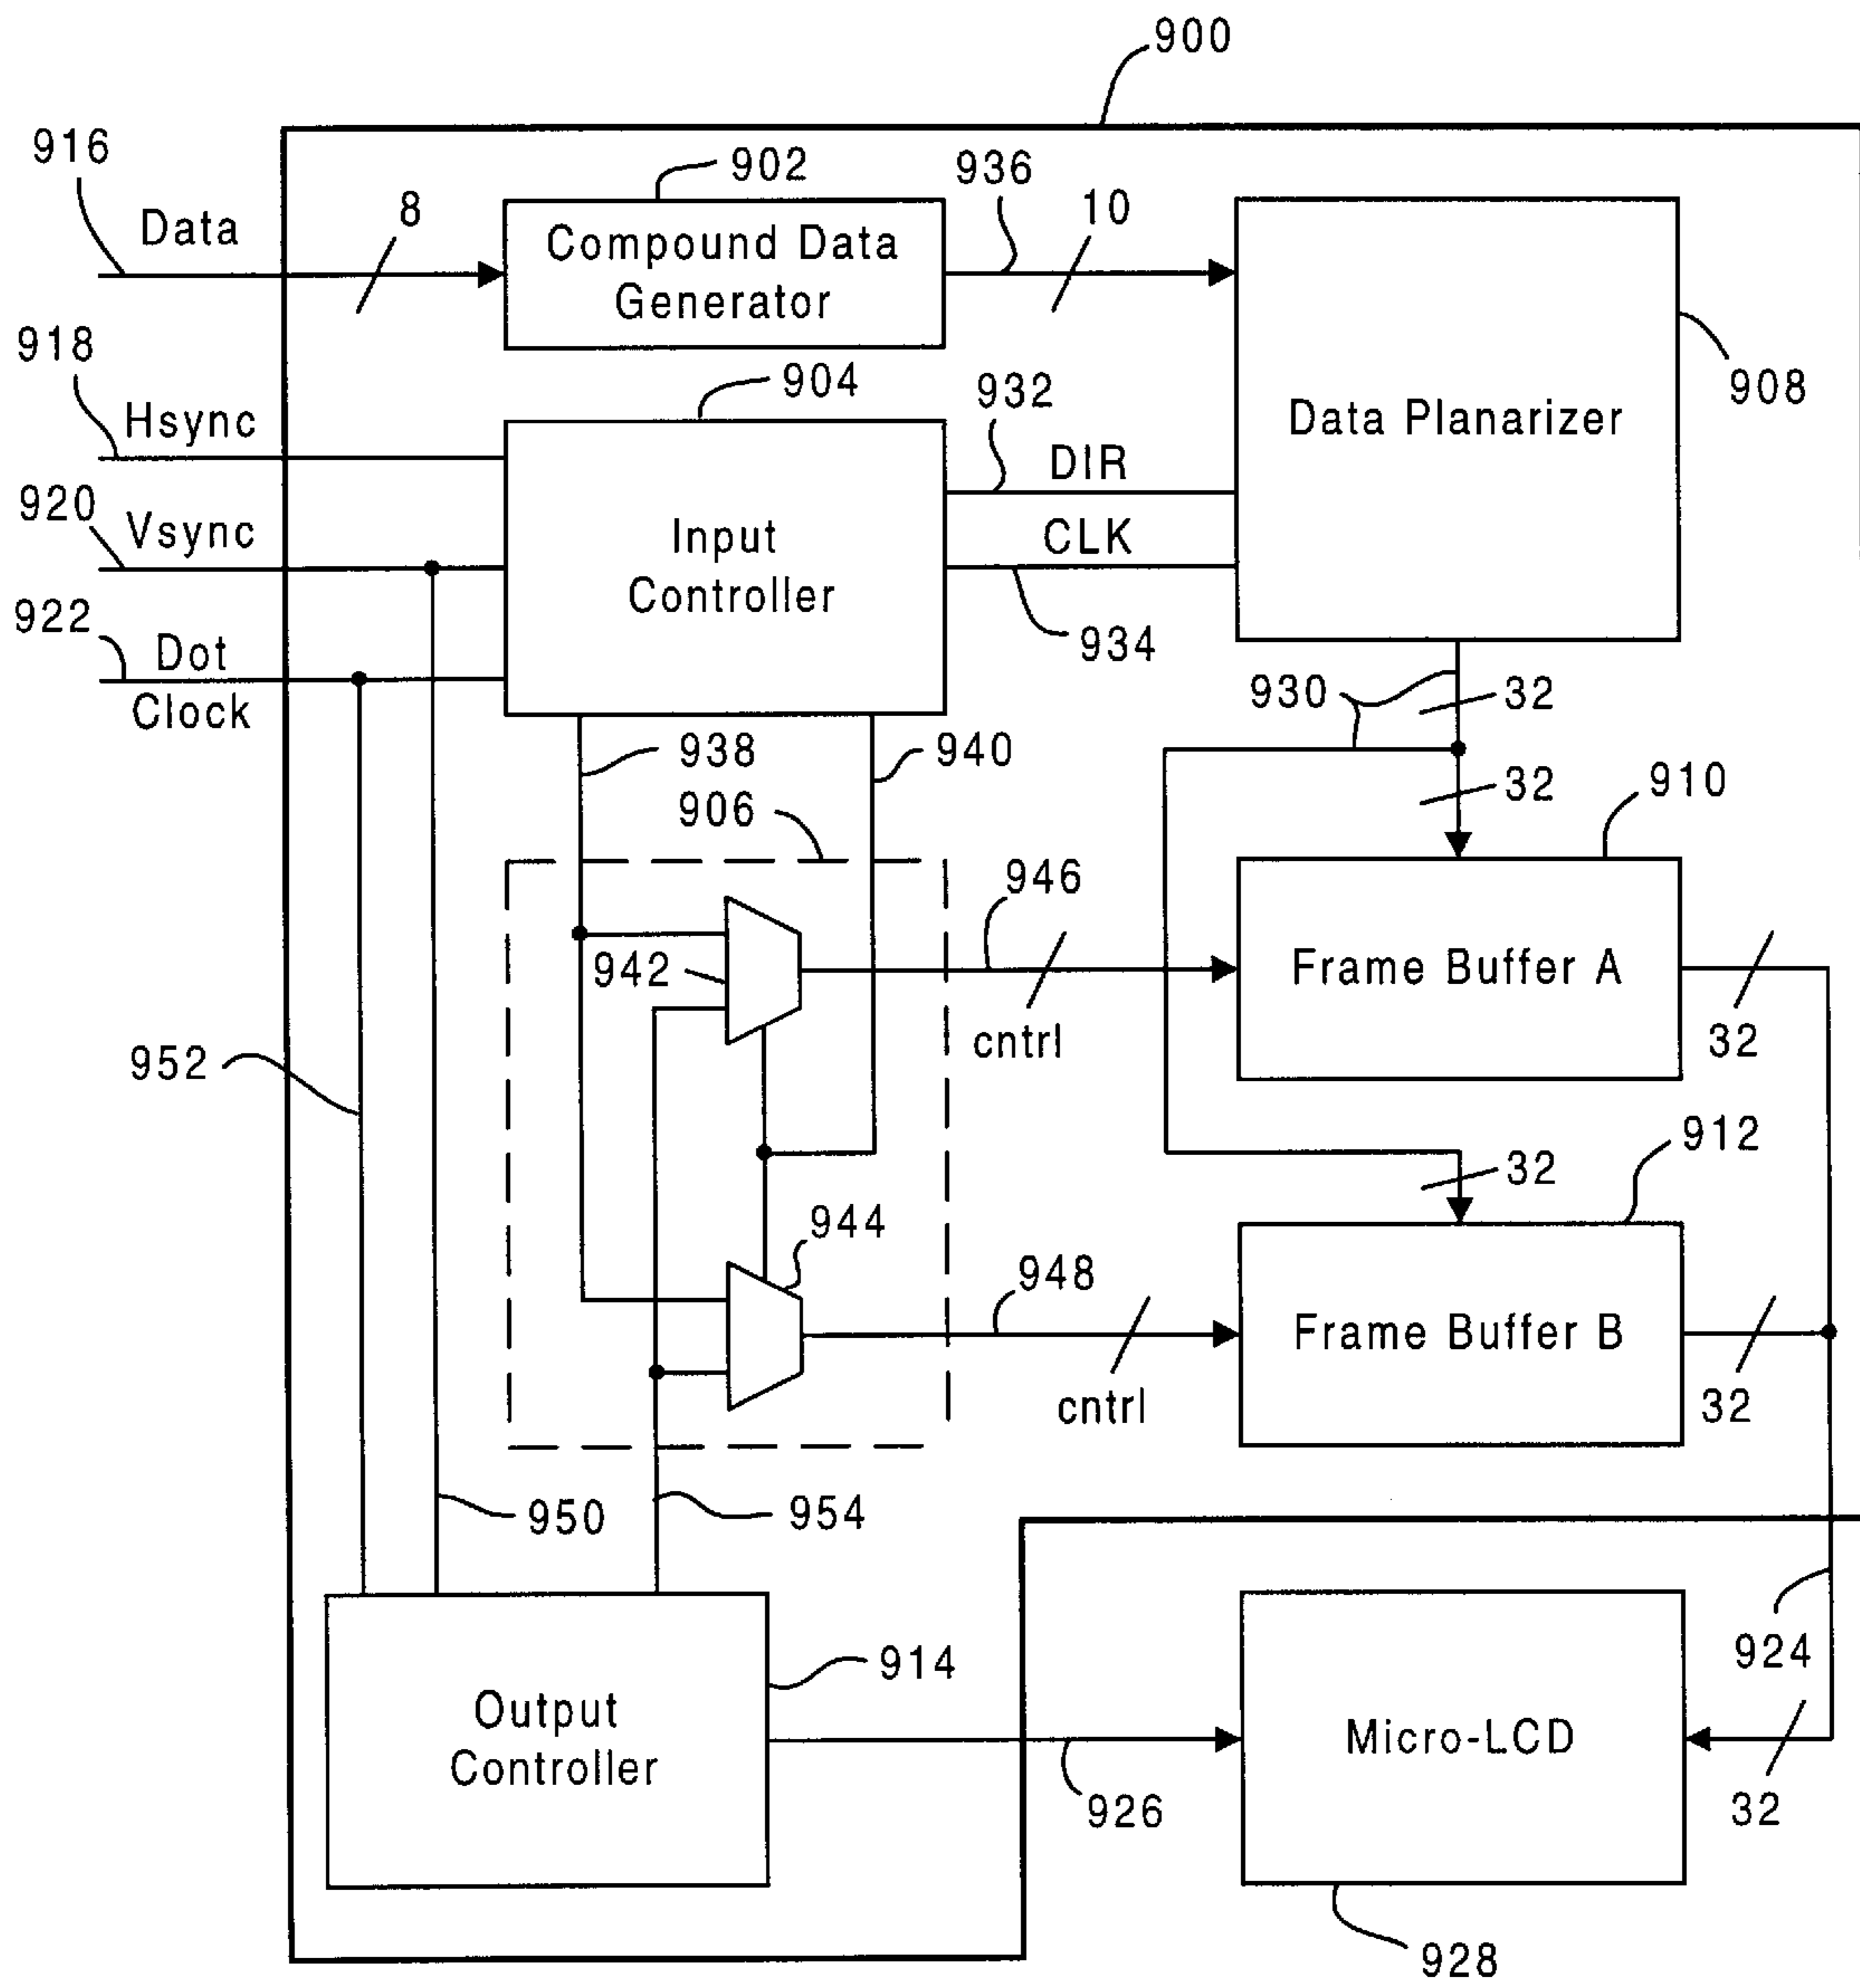 900
916
Data
8
902
Compound Data
Generator
936
10
Data Planarizer
908
918
Hsync
904
Input
Controller
932
DIR
CLK
934
920
Vsync
922
Dot
Clock
930
32
32
938
940
906
910
942
946
cntrl
Frame Buffer A
32
952
912
32
944
948
cntrl
Frame Buffer B
32
950
954
924
914
Output
Controller
Micro-LCD
926
32
928